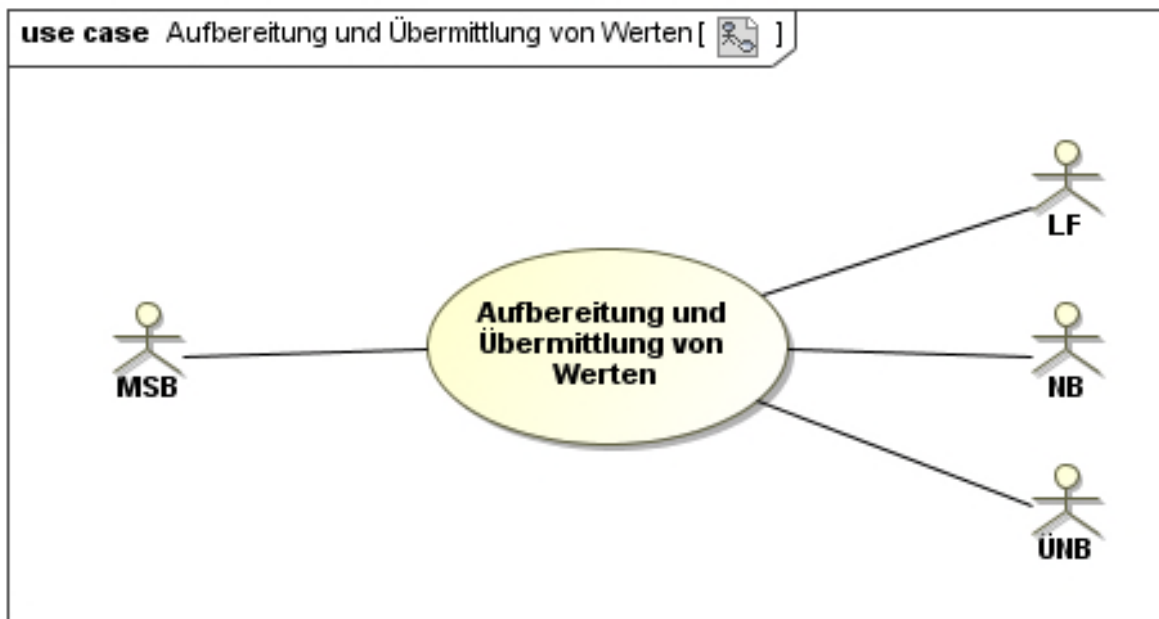 use case Aufbereitung und Übermittlung von Werten [ ]
LF
Aufbereitung und
Übermittlung von
Werten
MSB
NB
ÜNB